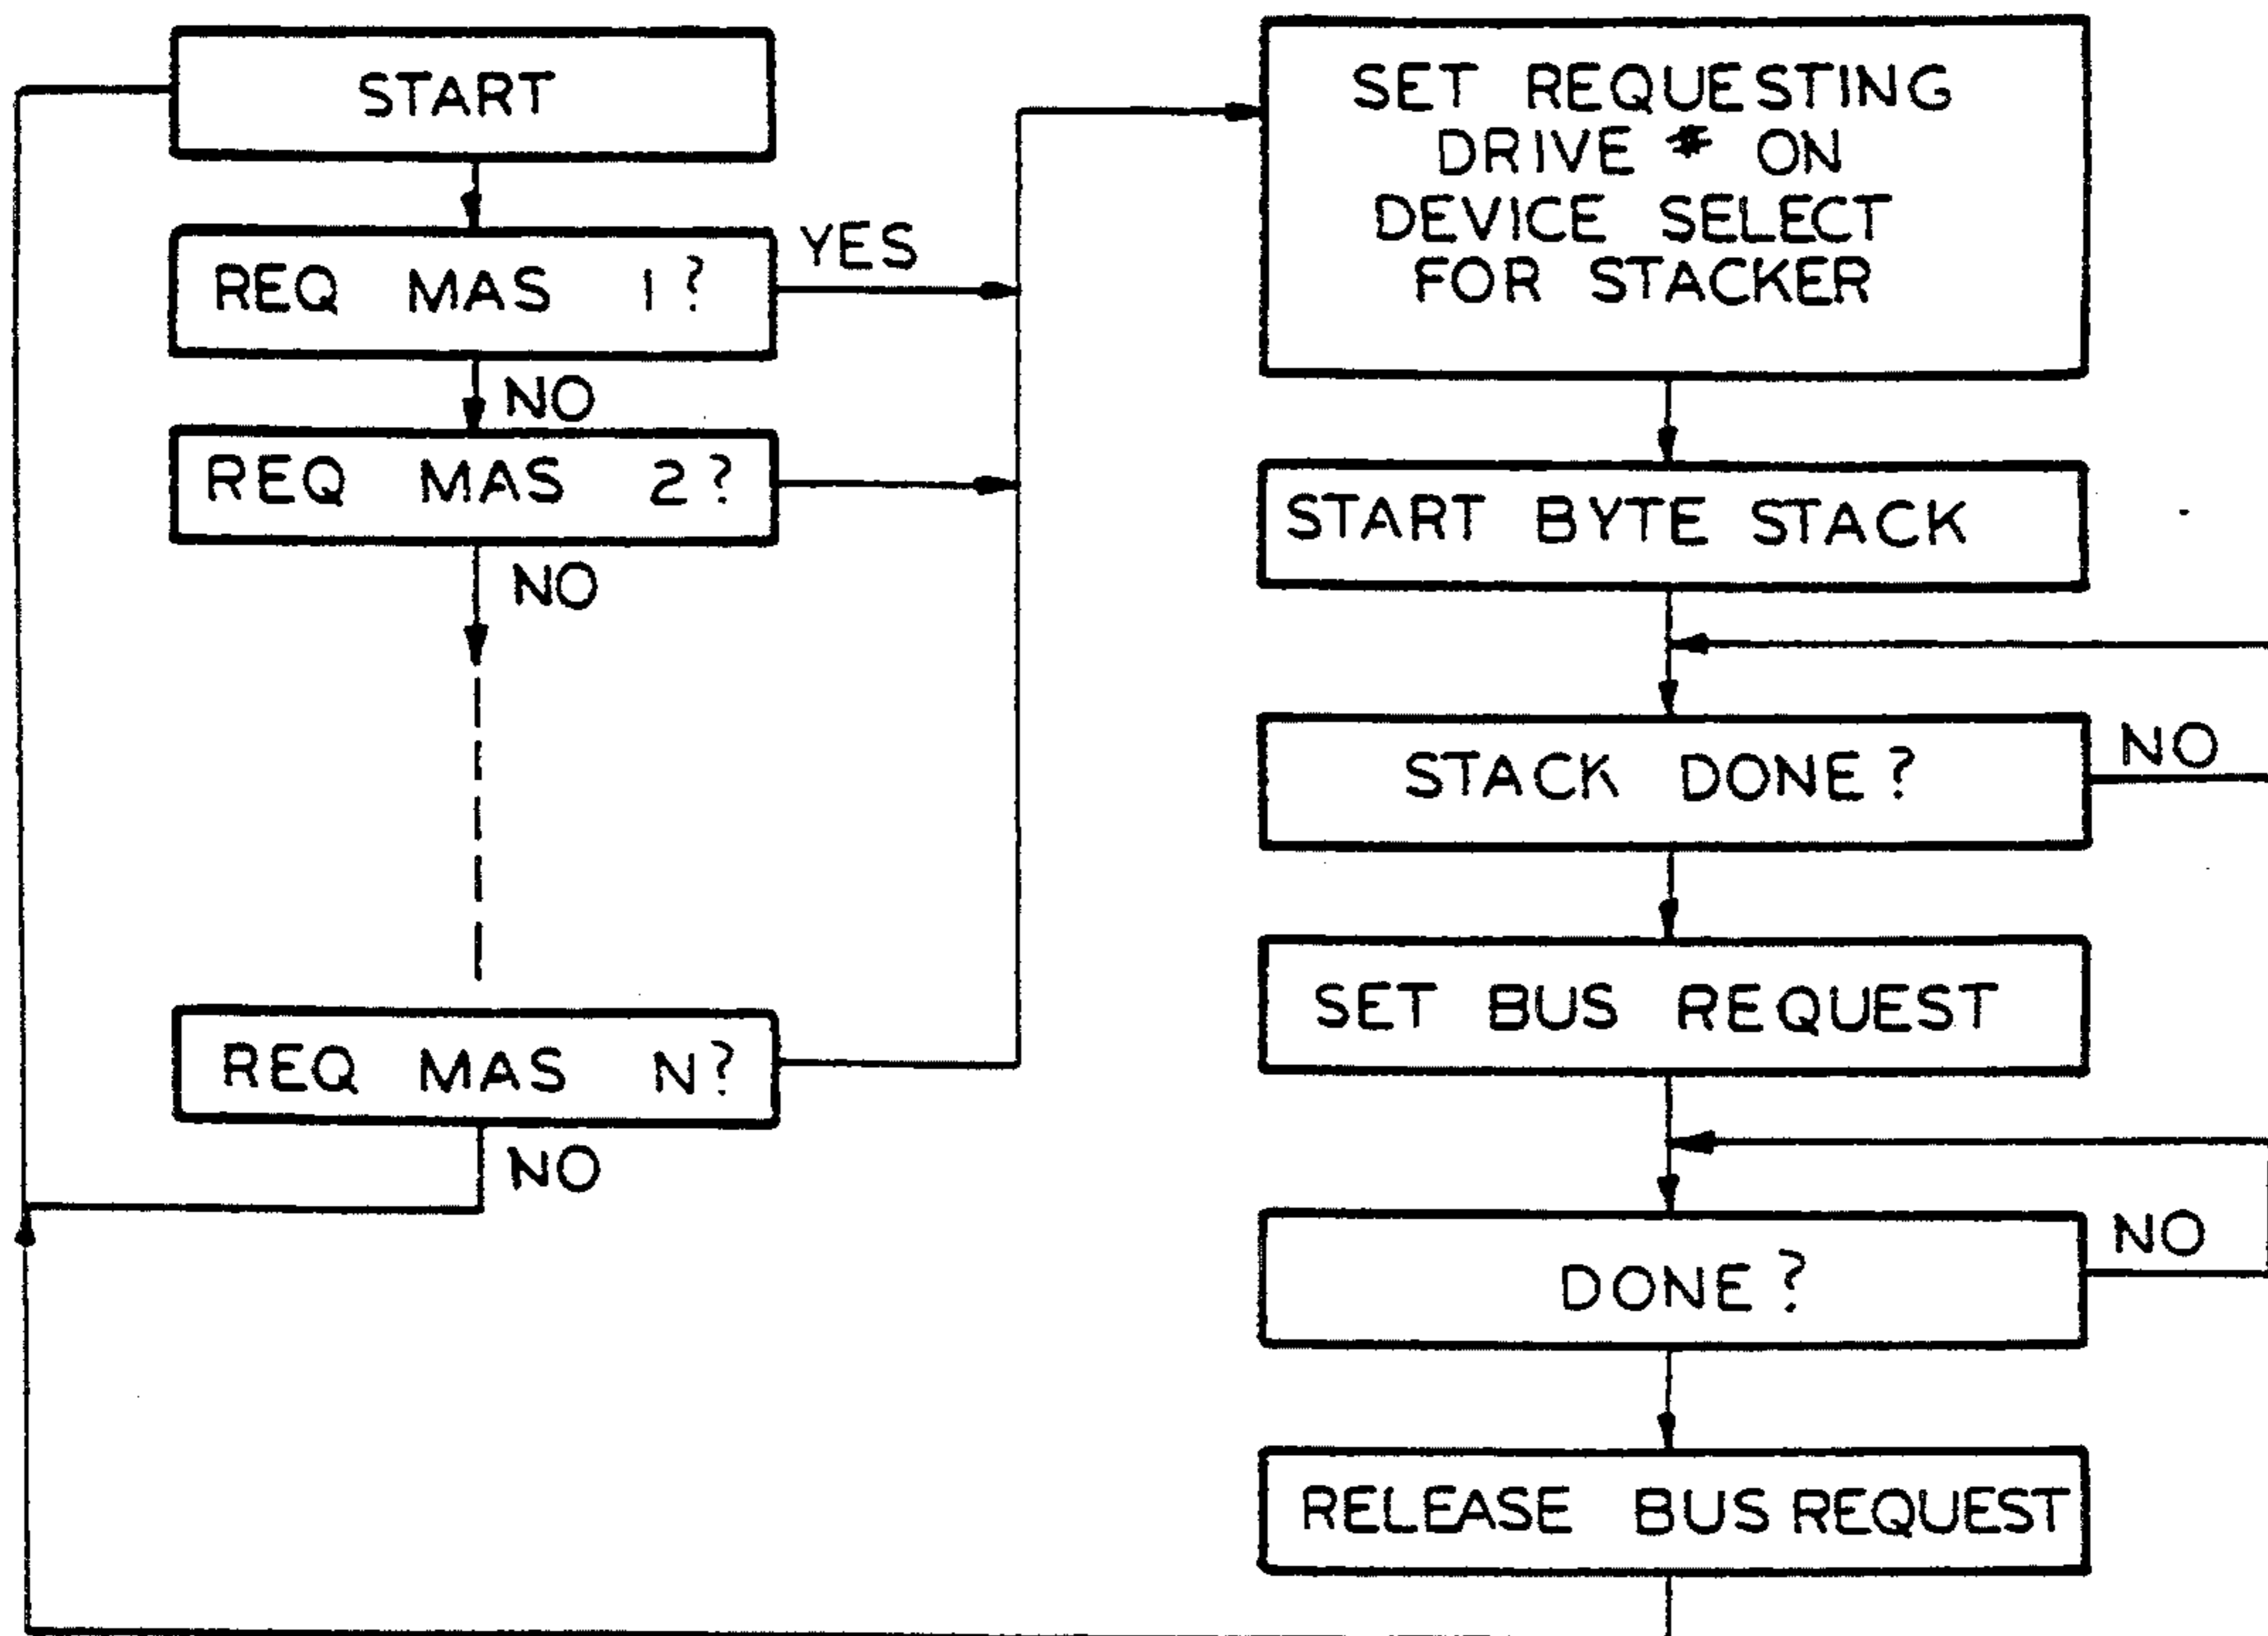 START
REQ MAS 1?
YES
NO
REQ MAS 2?
NO
REQ MAS N?
NO
SET REQUESTING
DRIVE # ON
DEVICE SELECT
FOR STACKER
START BYTE STACK
STACK DONE?
NO
SET BUS REQUEST
DONE?
NO
RELEASE BUS REQUEST